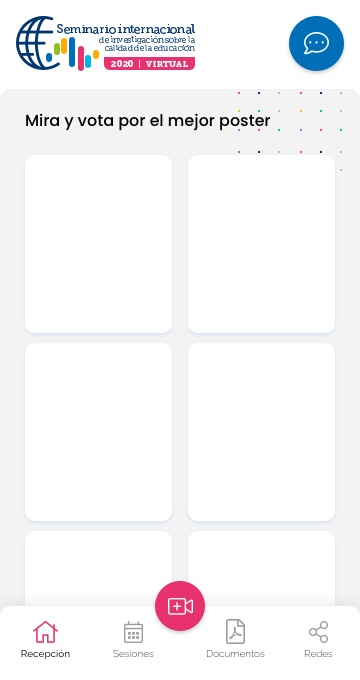 Seminario internacional
de investigación sobre la
calidad de la educación
2020 | VIRTUAL
Mira y vota por el mejor poster
Recepción
Sesiones
Documentos
Redes